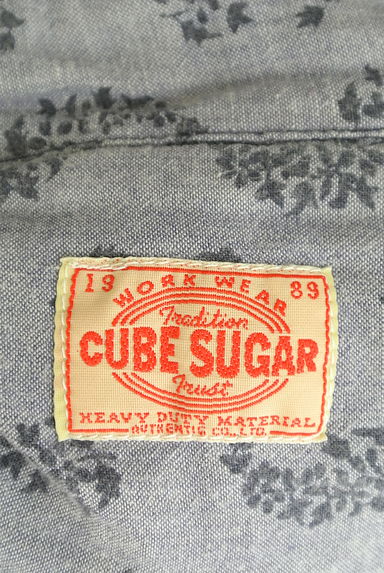 19 89
WORK WEAR
Tradition
CUBE SUGAR
Trust
HEAVY DUTY MATERIAL
AUTHENTIC CO., LTD.